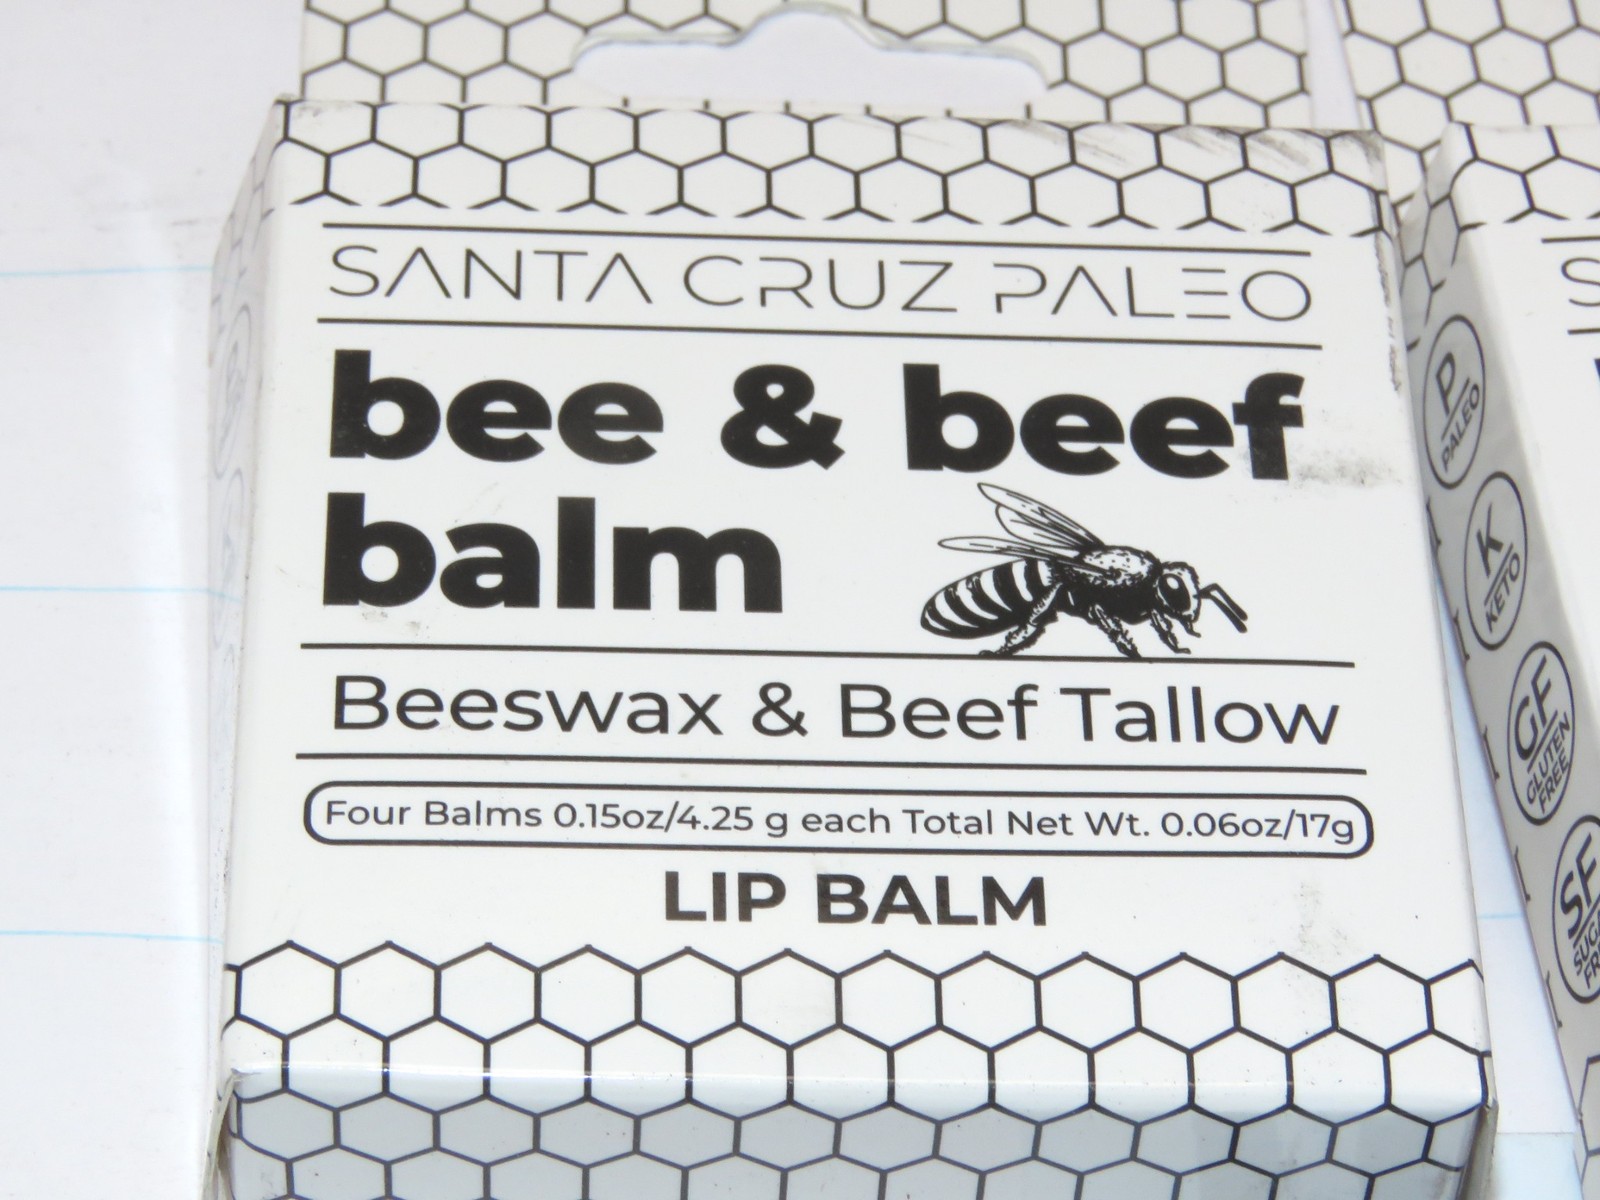 SANTA CRUZ PALEO
bee & beef
balm
Beeswax & Beef Tallow
Four Balms 0.15oz/4.25 g each Total Net Wt. 0.06oz/17g
LIP BALM
P
PALEO
K
KETO
GF
GLUTEN
FREE
SF